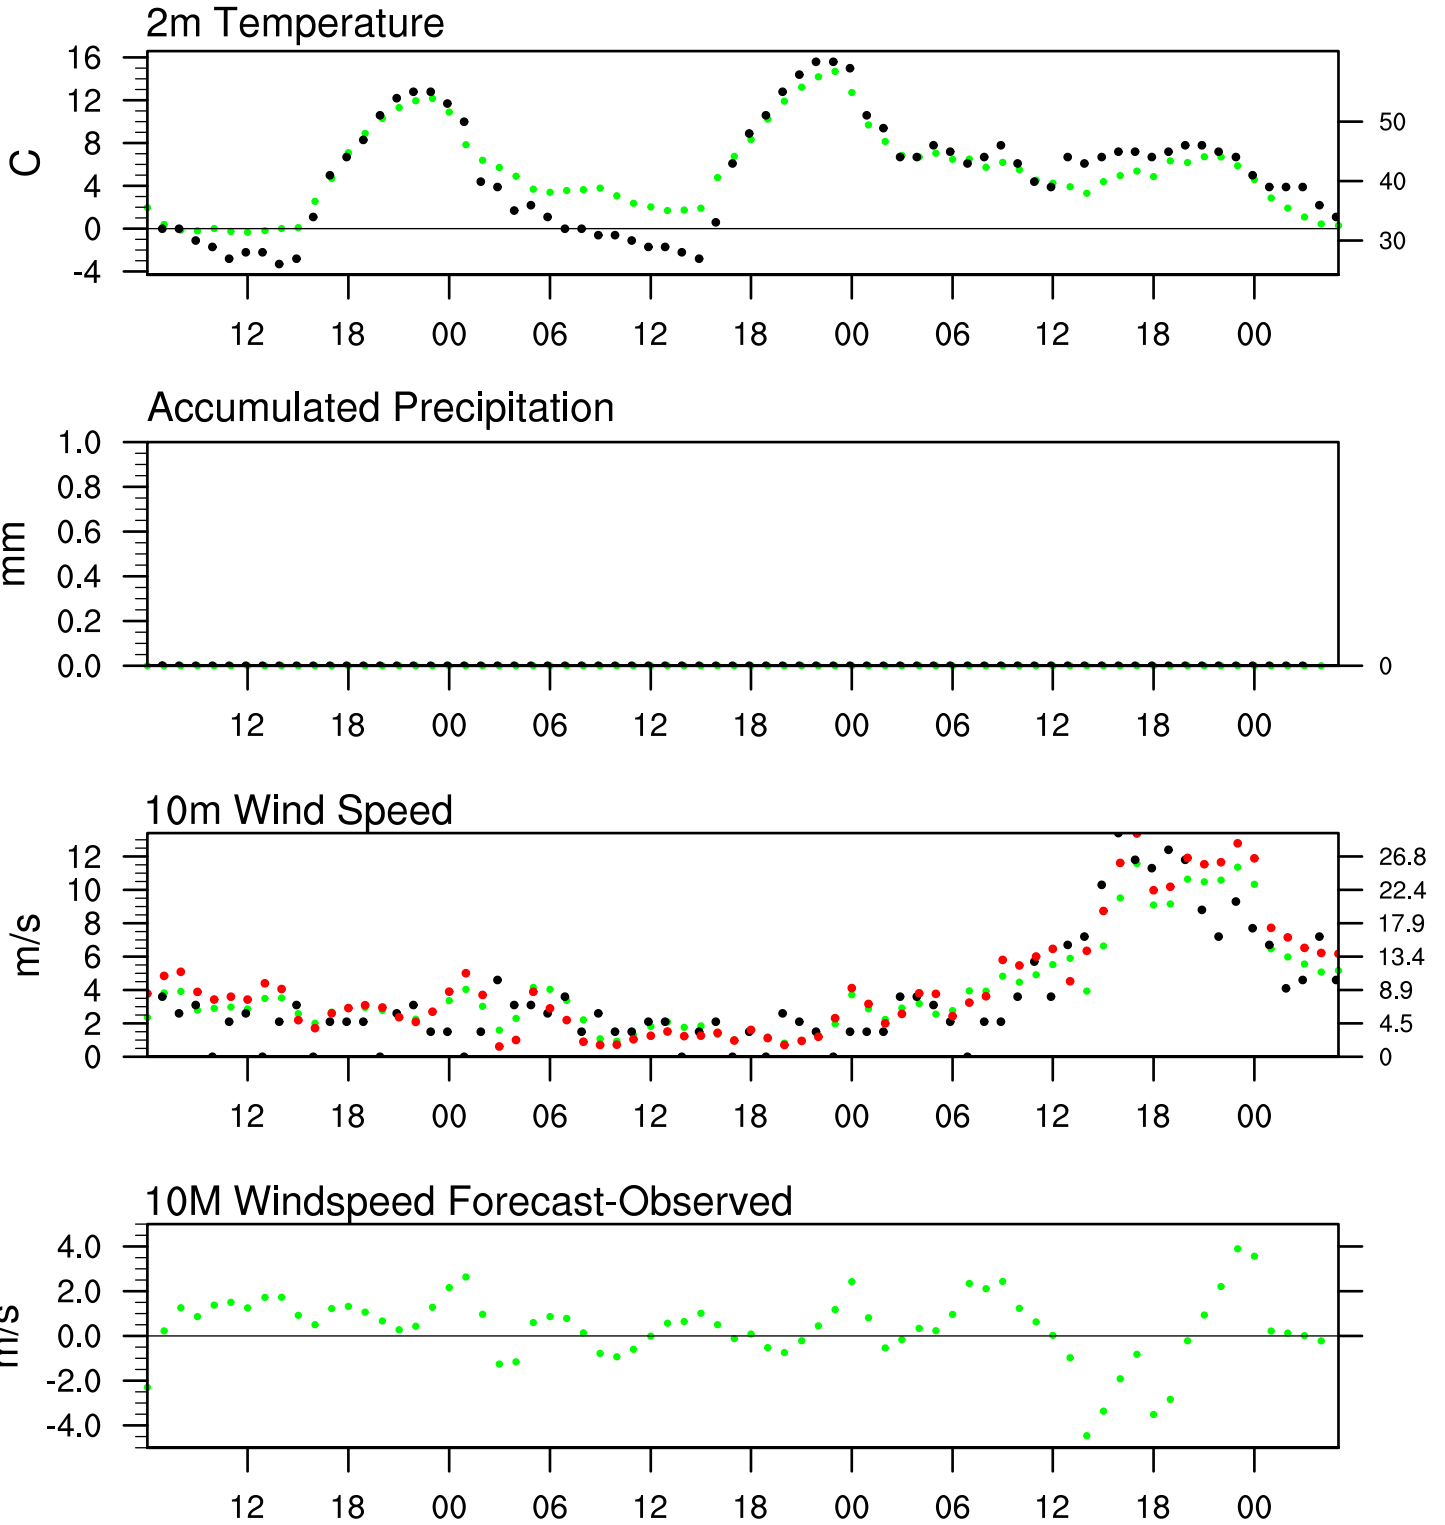 2m Temperature
16
12
8
4
0
-4
C
50
40
30
12 18 00 06 12 18 00 06 12 18 00
Accumulated Precipitation
1.0
0.8
0.6
0.4
0.2
0.0
mm
0
12 18 00 06 12 18 00 06 12 18 00
10m Wind Speed
12
10
8
6
4
2
0
m/s
26.8
22.4
17.9
13.4
8.9
4.5
0
12 18 00 06 12 18 00 06 12 18 00
10M Windspeed Forecast-Observed
4.0
2.0
0.0
-2.0
-4.0
m/s
12 18 00 06 12 18 00 06 12 18 00